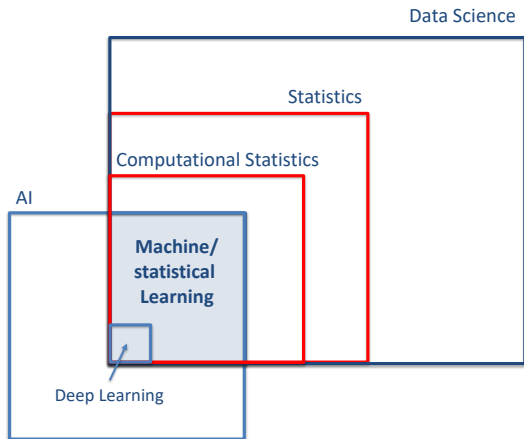 Data Science
Statistics
Computational Statistics
AI
Machine/
statistical
Learning
Deep Learning